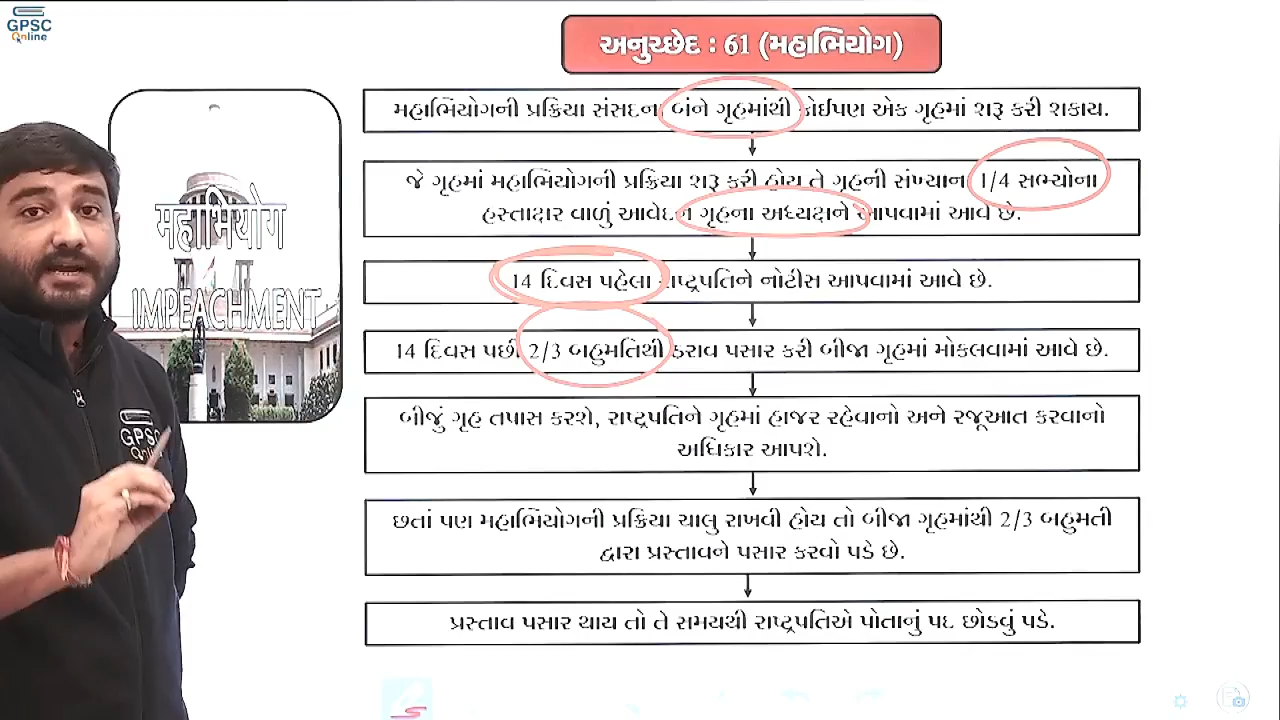 GPSC
Online
અનુચ્છેદ : 61 (મહાભિયોગ)
મહાભિયોગની પ્રક્રિયા સંસદના બંને ગૃહમાંથી કોઈપણ એક ગૃહમાં શરૂ કરી શકાય.
महाभियोग
IMPEACHMENT
જે ગૃહમાં મહાભિયોગની પ્રક્રિયા શરૂ કરી હોય તે ગૃહની સંખ્યાના 1/4 સભ્યોના
હસ્તાક્ષર વાળું આવેદન ગૃહના અધ્યક્ષને આપવામાં આવે છે.
14 દિવસ પહેલા રાષ્ટ્રપતિને નોટીસ આપવામાં આવે છે.
14 દિવસ પછી 2/3 બહુમતિથી ઠરાવ પસાર કરી બીજા ગૃહમાં મોકલવામાં આવે છે.
બીજું ગૃહ તપાસ કરશે, રાષ્ટ્રપતિને ગૃહમાં હાજર રહેવાનો અને રજૂઆત કરવાનો
અધિકાર આપશે.
છતાં પણ મહાભિયોગની પ્રક્રિયા ચાલુ રાખવી હોય તો બીજા ગૃહમાંથી 2/3 બહુમતી
દ્વારા પ્રસ્તાવને પસાર કરવો પડે છે.
પ્રસ્તાવ પસાર થાય તો તે સમયથી રાષ્ટ્રપતિએ પોતાનું પદ છોડવું પડે.
GPSC